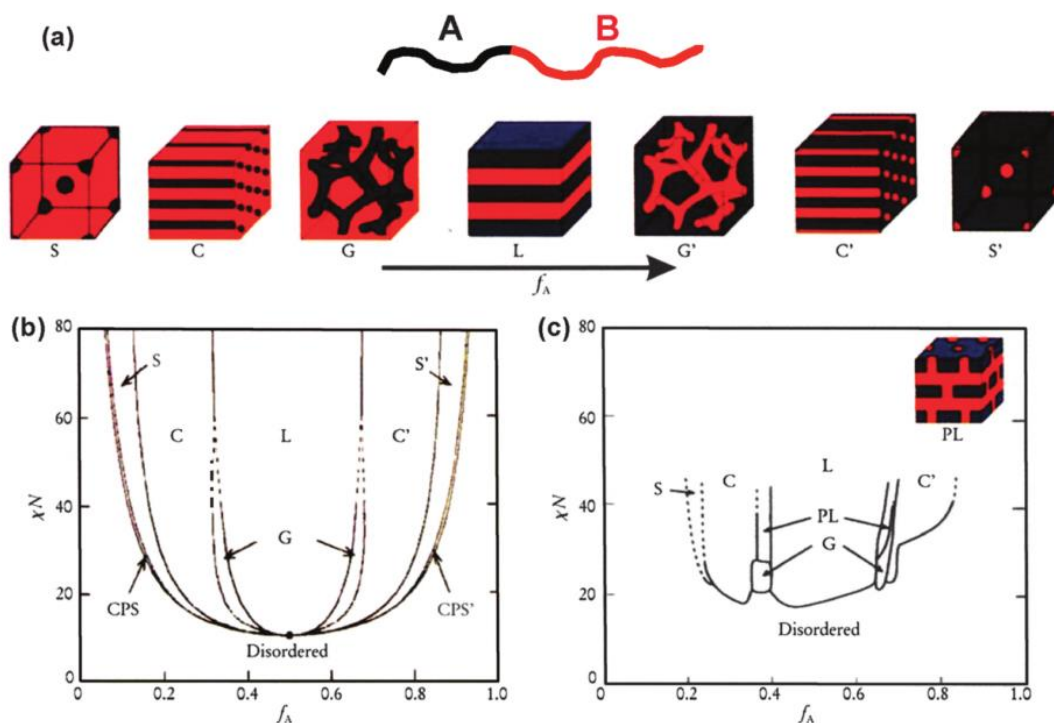 (a)
A B
S C G L G' C' S'
f_A
(b)
χN
80
60
40
20
0
S S'
C L C'
G
CPS CPS'
Disordered
0 0.2 0.4 0.6 0.8 1.0
f_A
(c)
χN
80
60
40
20
0
PL
L
S C C'
PL
G
Disordered
0 0.2 0.4 0.6 0.8 1.0
f_A